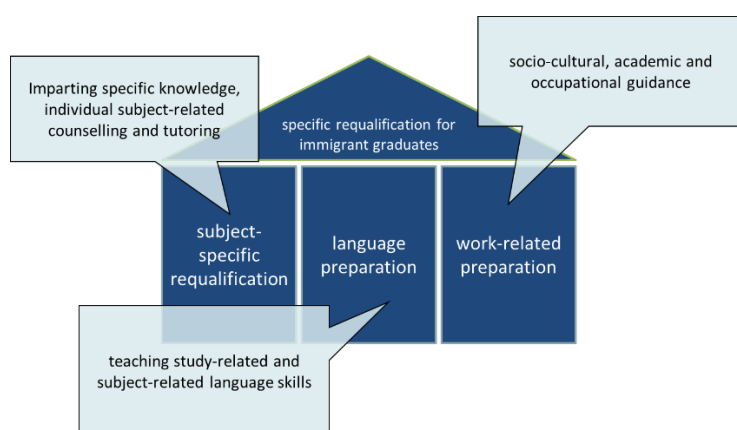 Imparting specific knowledge,
individual subject-related
counselling and tutoring
socio-cultural, academic and
occupational guidance
specific requalification for
immigrant graduates
subject-
specific
requalification
language
preparation
work-related
preparation
teaching study-related and
subject-related language skills